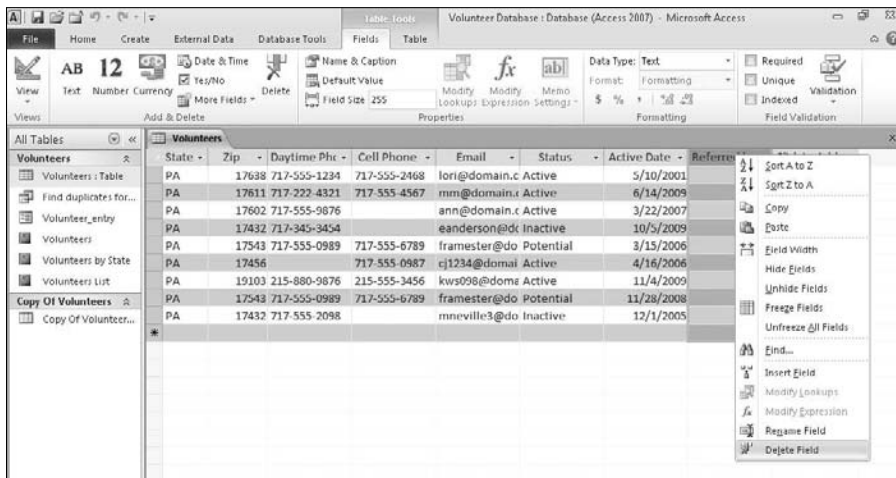 Table Tools
Volunteer Database : Database (Access 2007) - Microsoft Access
File Home Create External Data Database Tools Fields Table
View
AB Text
12 Number
Currency
Date & Time
Yes/No
More Fields
Delete
Name & Caption
Default Value
Field Size 255
Modify Lookups
fx Modify Expression
ab Memo Settings
Data Type: Text
Format: Formatting
$ % ,
Required
Unique
Indexed
Validation
Views Add & Delete Properties Formatting Field Validation
All Tables
Volunteers
Volunteers : Table
Find duplicates for...
Volunteer_entry
Volunteers
Volunteers by State
Volunteers List
Copy Of Volunteers
Copy Of Volunteer...
Volunteers
State Zip Daytime Phc Cell Phone Email Status Active Date Referred
PA 17638 717-555-1234 717-555-2468 lori@domain.c Active 5/10/2001
PA 17611 717-222-4321 717-555-4567 mm@domain.c Active 6/14/2009
PA 17602 717-555-9876 ann@domain.c Active 3/22/2007
PA 17432 717-345-3454 eanderson@dc Inactive 10/5/2009
PA 17543 717-555-0989 717-555-6789 framester@do Potential 3/15/2006
PA 17456 717-555-0987 cj1234@domai Active 4/16/2006
PA 19103 215-880-9876 215-555-3456 kws098@doma Active 11/4/2009
PA 17543 717-555-0989 717-555-6789 framester@do Potential 11/28/2008
PA 17432 717-555-2098 mneville3@do Inactive 12/1/2005
Sort A to Z
Sort Z to A
Copy
Paste
Field Width
Hide Fields
Unhide Fields
Freeze Fields
Unfreeze All Fields
Find...
Insert Field
Modify Lookups
Modify Expression
Rename Field
Delete Field